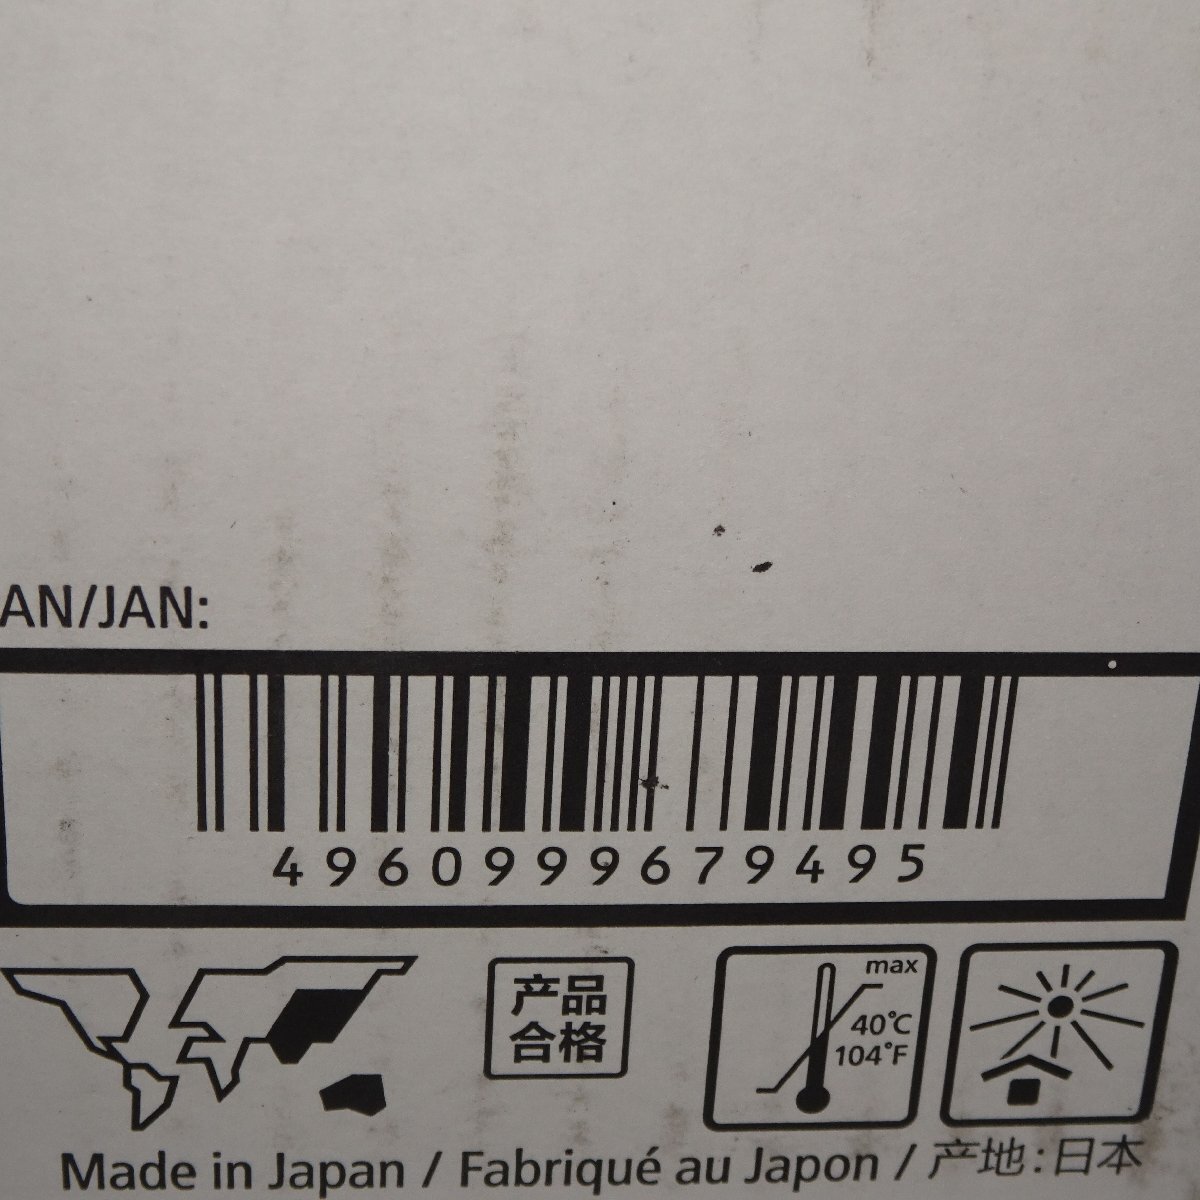 AN/JAN:
4960999679495
产品
合格
max
40℃
104°F
Made in Japan / Fabriqué au Japon / 产地:日本